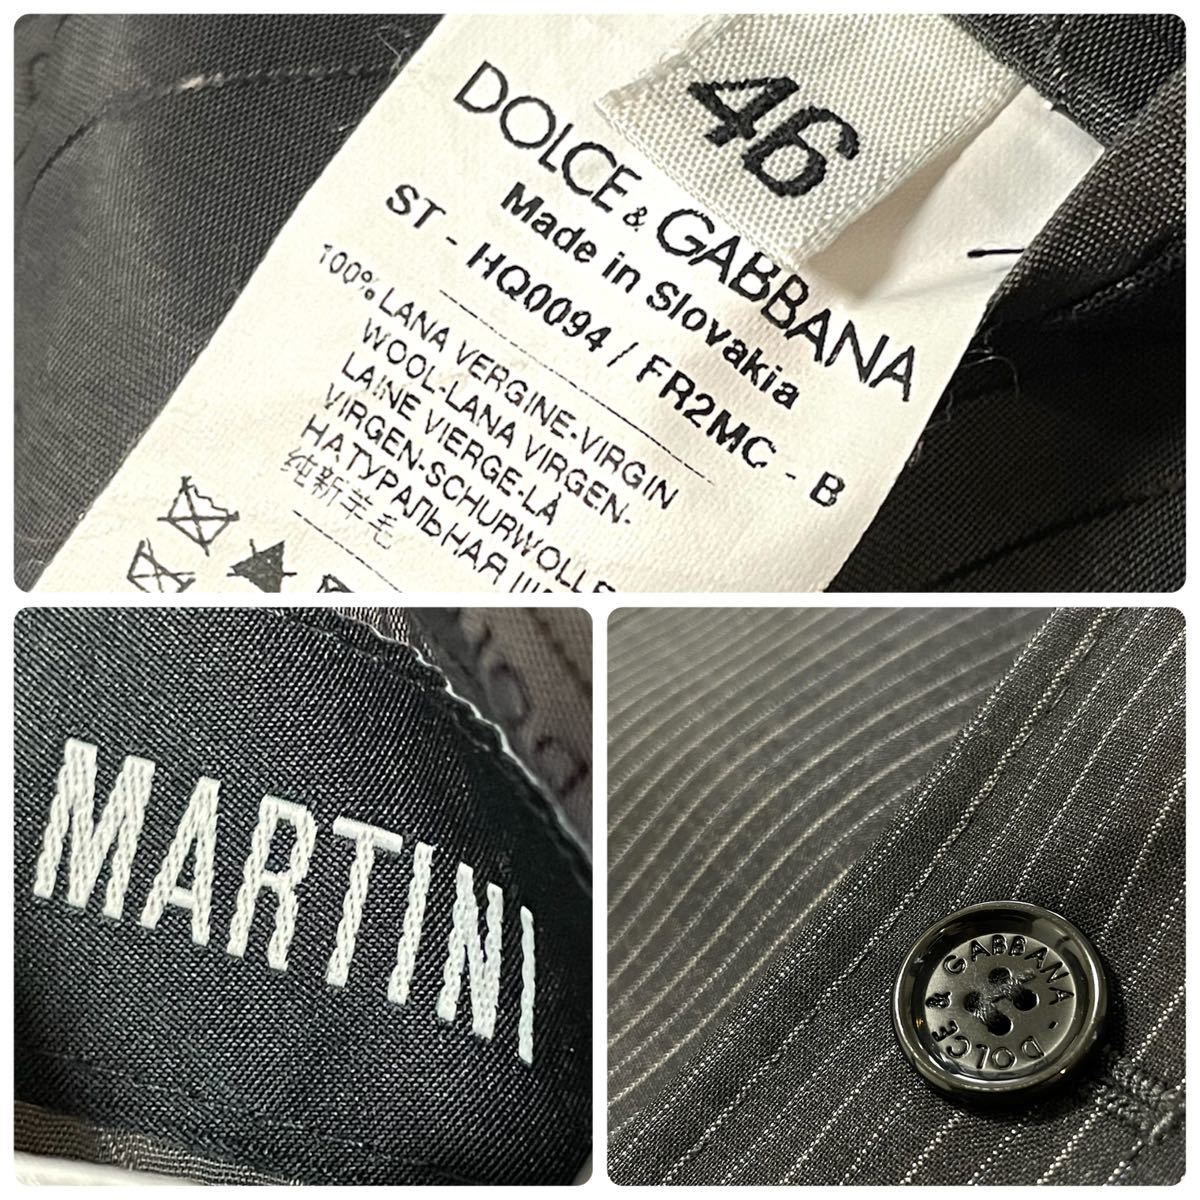 46
DOLCE & GABBANA
Made in Slovakia
ST - HQ0094 / FR2MC - B
100% LANA VERGINE-VIRGIN
WOOL-LANA VIRGEN-
LAINE VIERGE-LÀ
VIRGEN-SCHURWOLLE
НАТУРАЛЬНАЯ
纯新羊毛
MARTINI
DOLCE & GABBANA